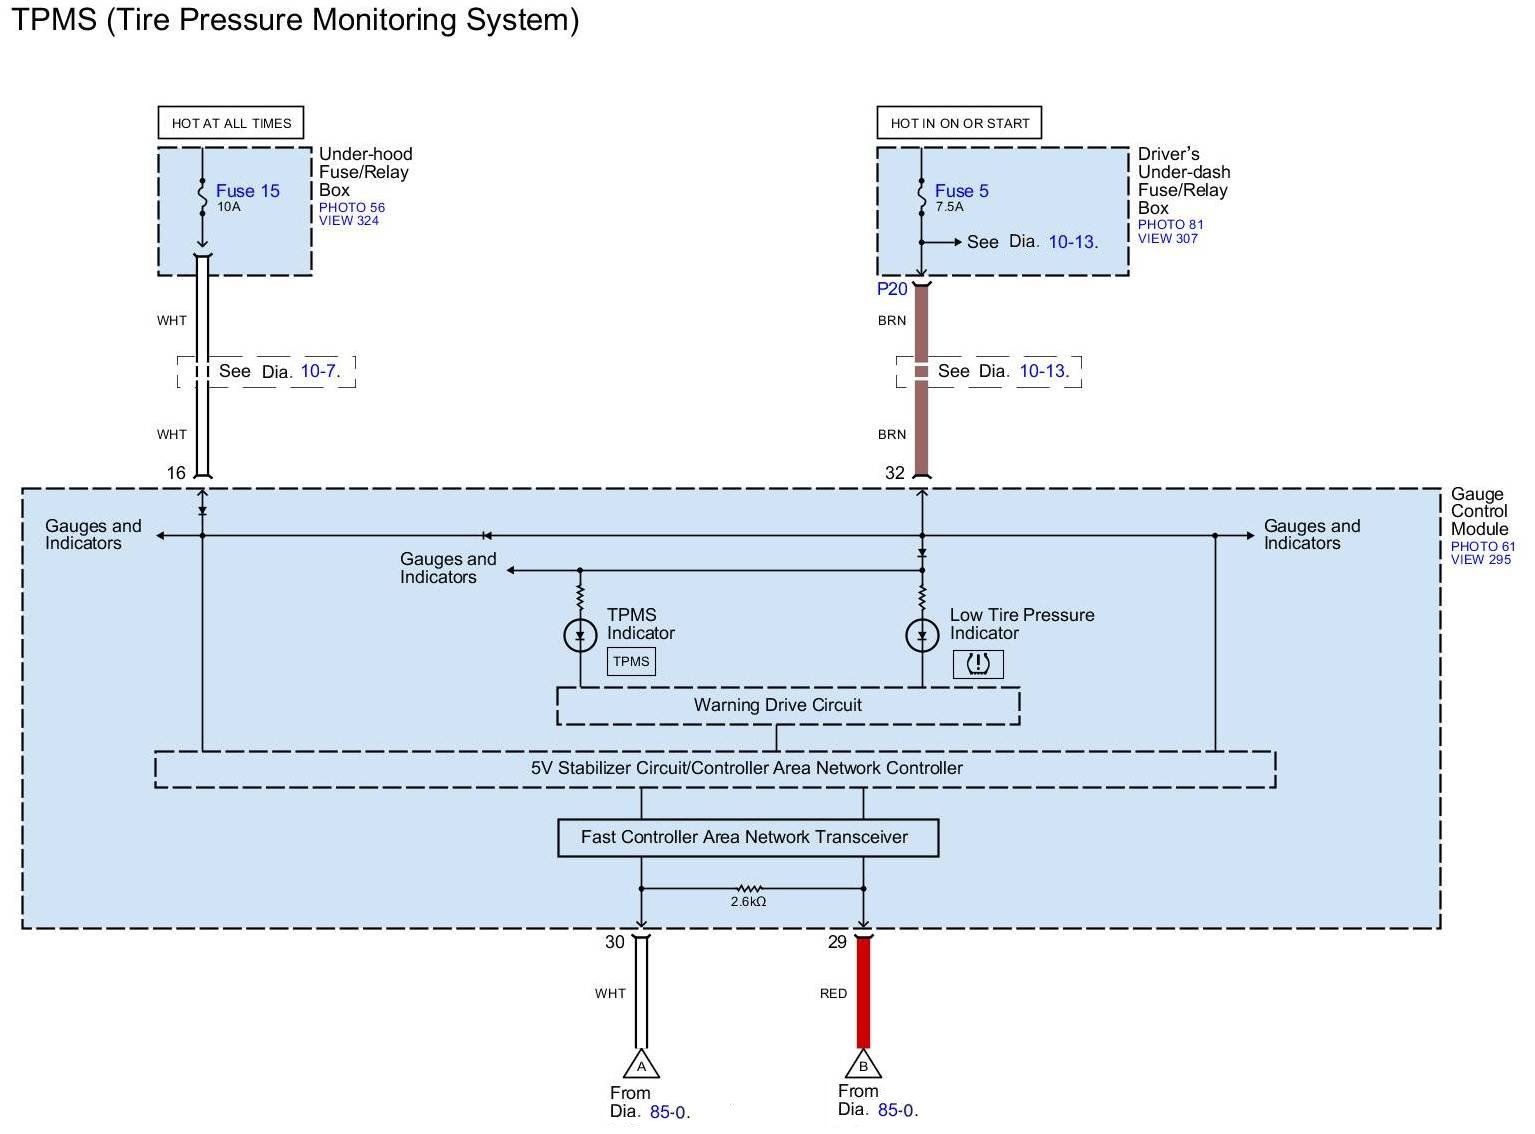 TPMS (Tire Pressure Monitoring System)
HOT AT ALL TIMES
Under-hood
Fuse/Relay
Box
PHOTO 56
VIEW 324
Fuse 15
10A
WHT
See Dia. 10-7.
WHT
16
HOT IN ON OR START
Driver's
Under-dash
Fuse/Relay
Box
PHOTO 81
VIEW 307
Fuse 5
7.5A
See Dia. 10-13.
P20
BRN
See Dia. 10-13.
BRN
32
Gauge
Control
Module
PHOTO 61
VIEW 295
Gauges and
Indicators
Gauges and
Indicators
Gauges and
Indicators
TPMS
Indicator
TPMS
Low Tire Pressure
Indicator
Warning Drive Circuit
5V Stabilizer Circuit/Controller Area Network Controller
Fast Controller Area Network Transceiver
2.6kΩ
30
WHT
A
From
Dia. 85-0.
29
RED
B
From
Dia. 85-0.